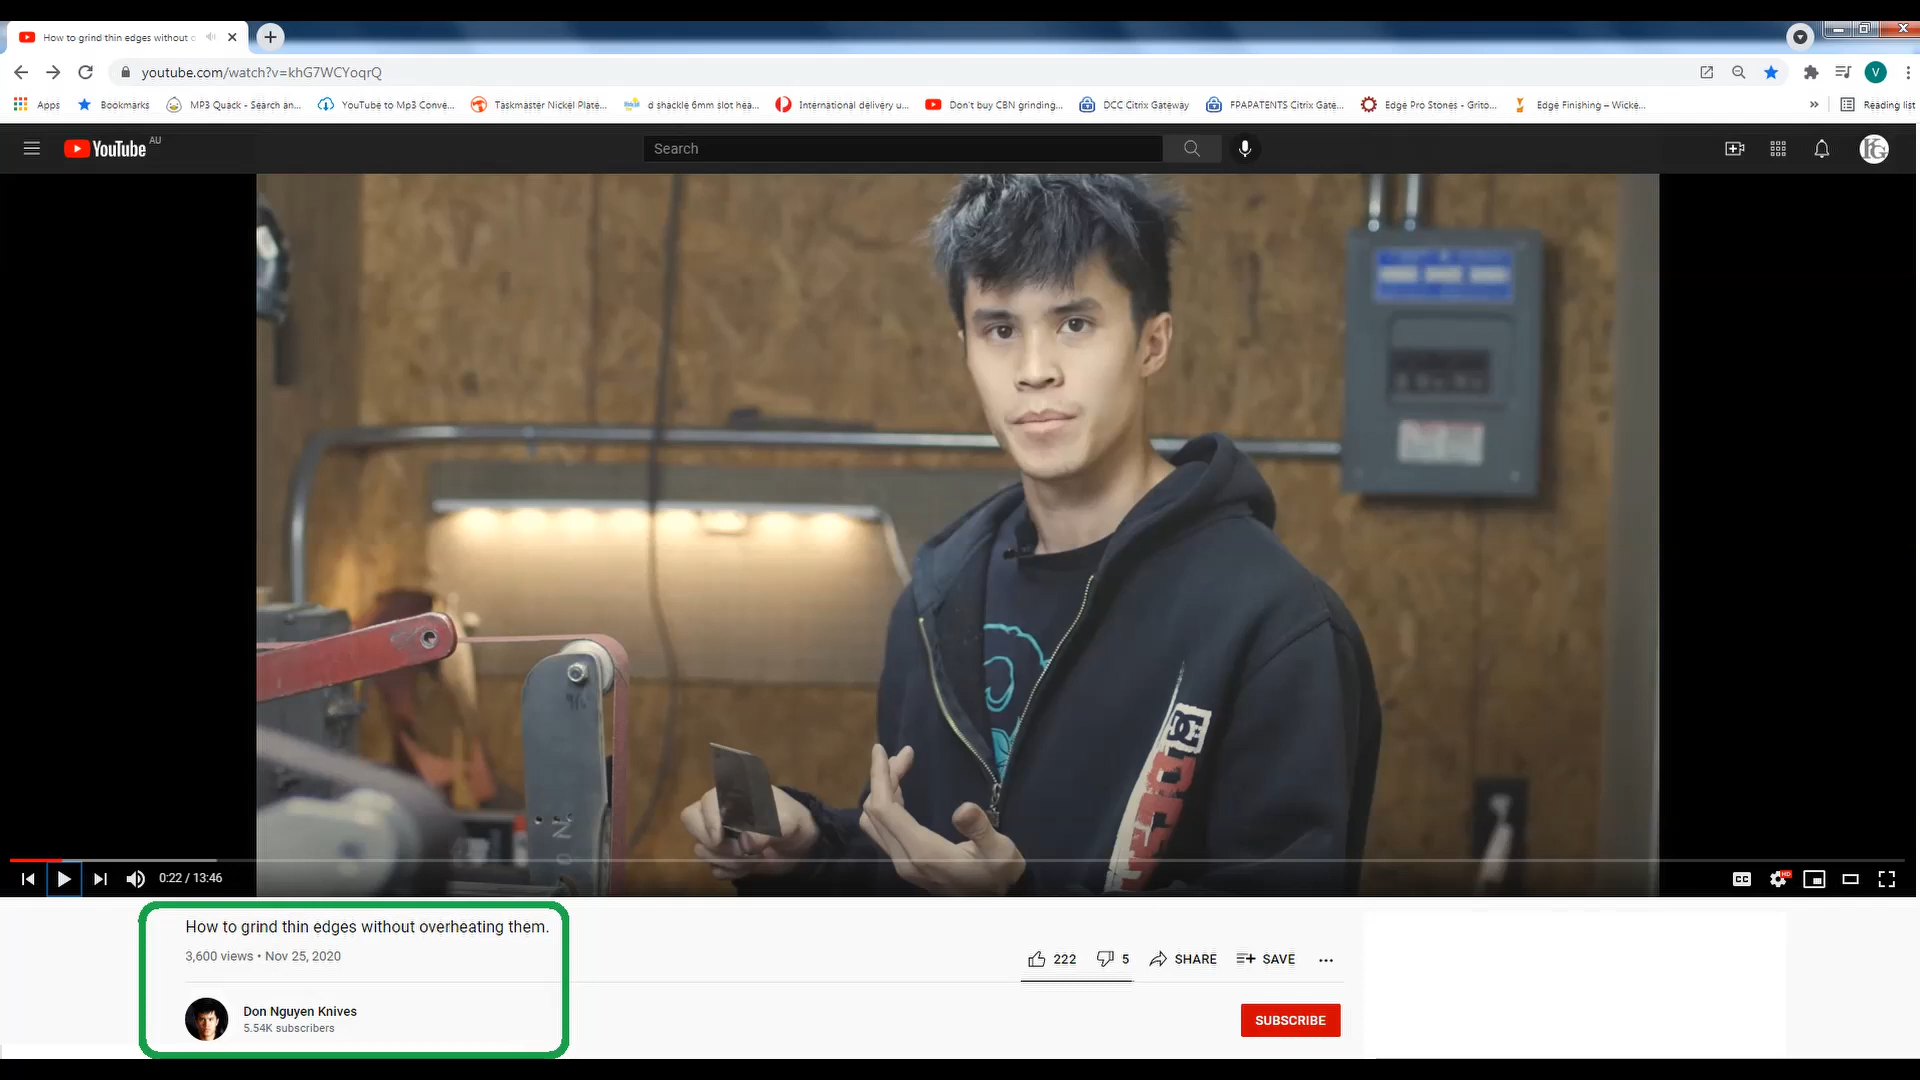 How to grind thin edges without
youtube.com/watch?v=khG7WCYoqrQ
V
Apps Bookmarks MP3 Quack - Search an... YouTube to Mp3 Conve... Taskmaster Nickel Plate... d shackle 6mm slot hea... International delivery u... Don't buy CBN grinding... DCC Citrix Gateway FPAPATENTS Citrix Gate... Edge Pro Stones - Grito... Edge Finishing – Wicke... » Reading list
YouTube AU
Search
KG
DC
0:22 / 13:46
CC
HD
How to grind thin edges without overheating them.
3,600 views • Nov 25, 2020
222 5 SHARE SAVE ...
Don Nguyen Knives
5.54K subscribers
SUBSCRIBE